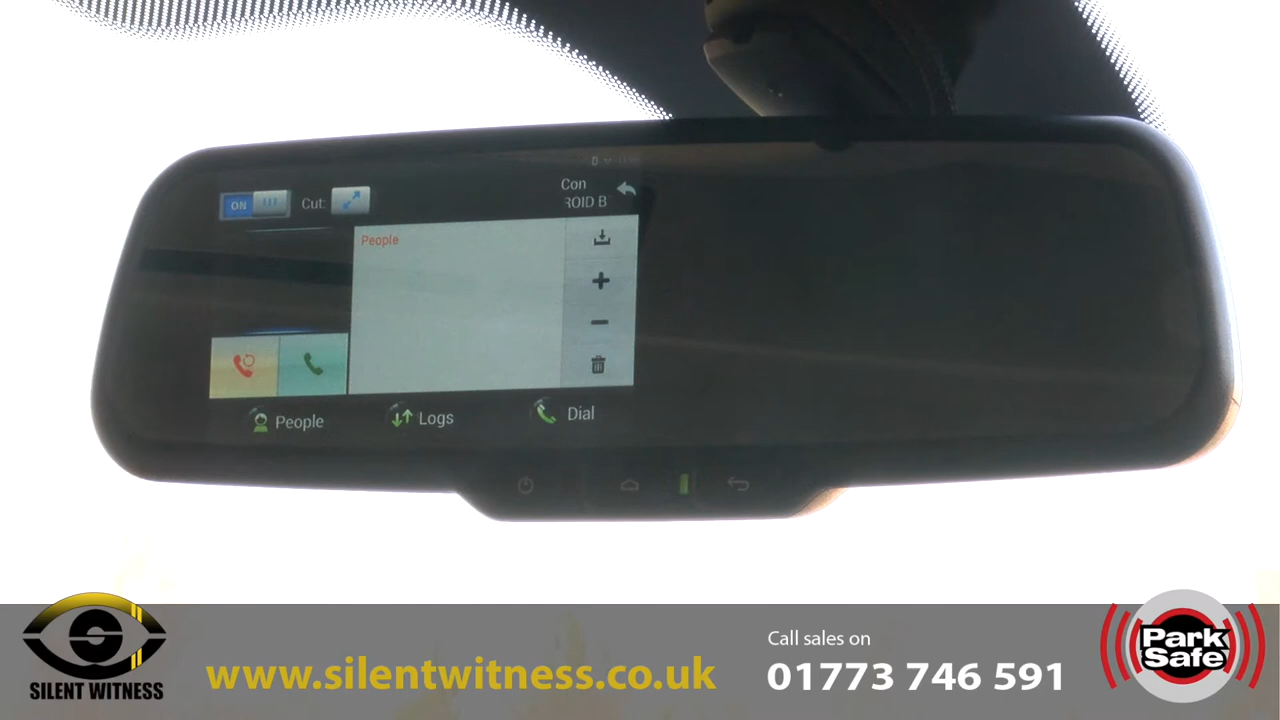 ON
Cut:
Con
ROID B
People
People
Logs
Dial
SILENT WITNESS
www.silentwitness.co.uk
Call sales on
01773 746 591
Park
Safe